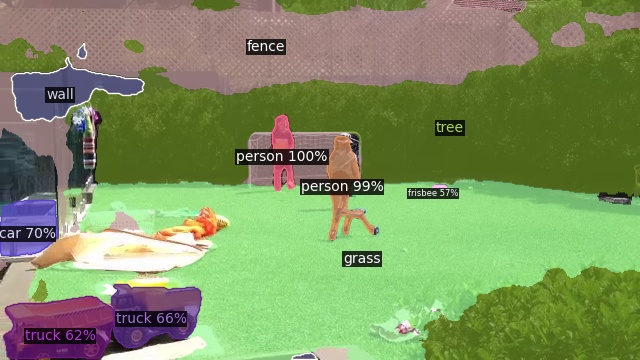 fence
wall
tree
person 100%
person 99%
frisbee 57%
car 70%
grass
truck 66%
truck 62%